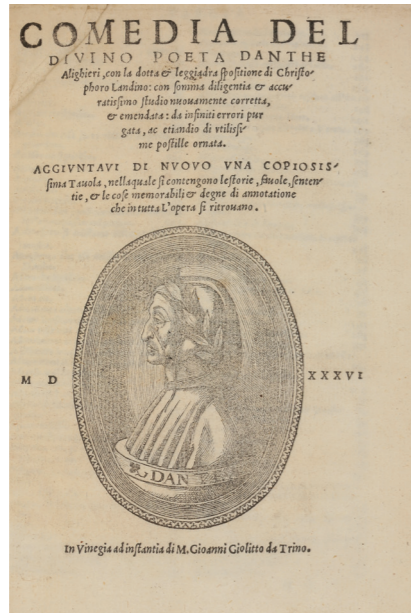 COMEDIA DEL
DIVINO POETA DANTHE
Alighieri, con la dotta & leggiadra spositione di Christo-
phoro Landino: con somma diligentia & accu-
ratissimo studio nuouamente corretta,
& emendata: da infiniti errori pur
gata, ac etiandio di vtilissi-
me postille ornata.
AGGIVNTAVI DI NVOVO VNA COPIOSIS-
sima Tauola, nellaquale si contengono lestorie, fauole, senten-
tie, & le cose memorabili & degne di annotatione
che in tutta L'opera si ritrouano.
M D XXXVI
DANTE
In Vinegia ad instantia di M. Gioanni Giolitto da Trino.